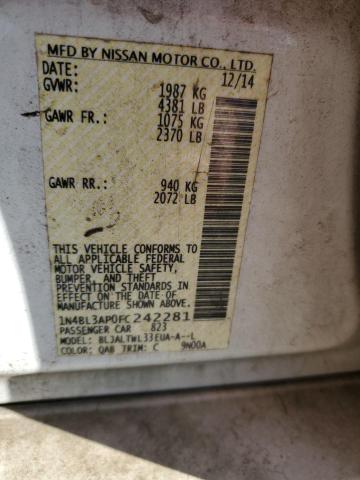 MFD BY NISSAN MOTOR CO., LTD.
DATE: 12/14
GVWR: 1987 KG
4381 LB
GAWR FR: 1075 KG
2370 LB
GAWR RR: 940 KG
2072 LB
THIS VEHICLE CONFORMS TO
ALL APPLICABLE FEDERAL
MOTOR VEHICLE SAFETY,
BUMPER, AND THEFT
PREVENTION STANDARDS
IN EFFECT ON THE DATE OF
MANUFACTURE SHOWN ABOVE.
1N4BL3AP0FC242281
PASSENGER CAR 823
MODEL: BLJALTWL33EUA-A--L
COLOR: QAB TRIM: C 9N00A